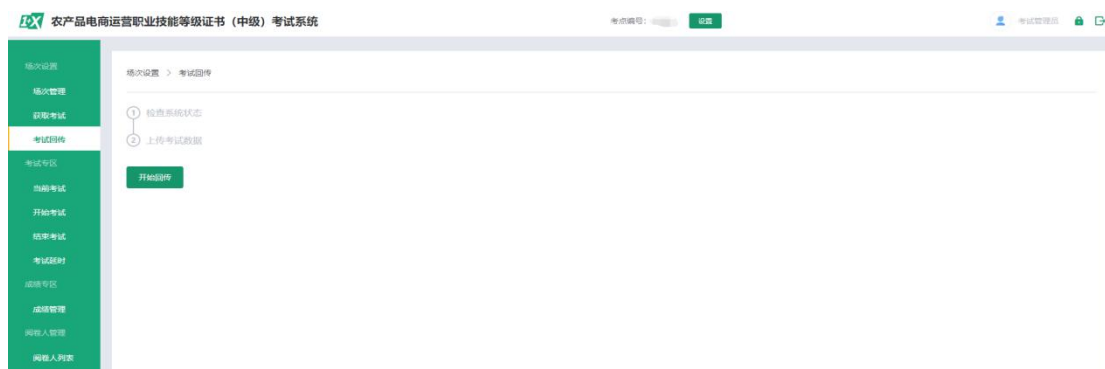 1+X 农产品电商运营职业技能等级证书（中级）考试系统
考点编号：
设置
考试管理员
场次设置
场次管理
获取考试
考试回传
考试专区
当前考试
开始考试
结束考试
考试延时
成绩专区
成绩管理
阅卷人管理
阅卷人列表
场次设置 > 考试回传
1 检查系统状态
2 上传考试数据
开始回传